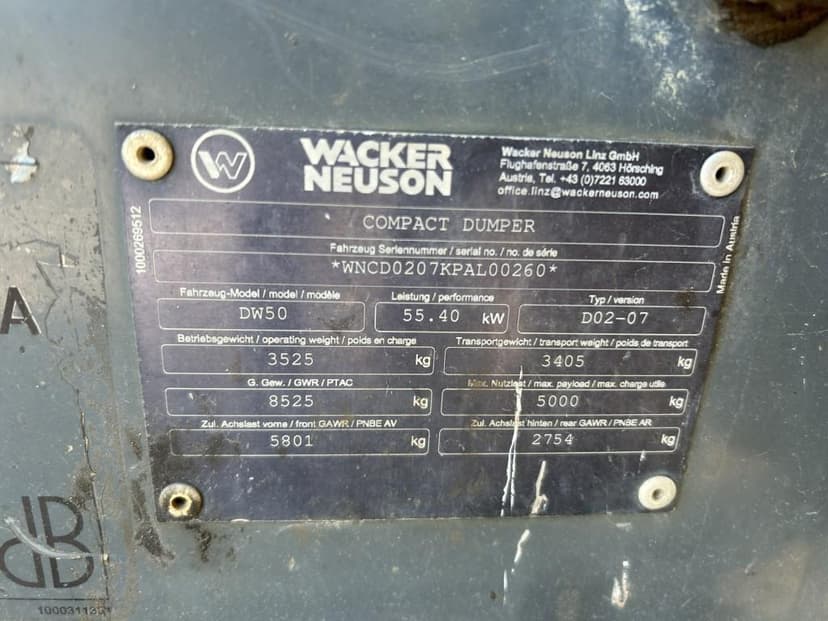 W
WACKER
NEUSON
Wacker Neuson Linz GmbH
Flughafenstraße 7, 4063 Hörsching
Austria, Tel. +43 (0)7221 63000
office.linz@wackerneuson.com
1000269512
COMPACT DUMPER
Fahrzeug Seriennummer / serial no. / no. de série
*WNCD0207KPAL00260*
Made in Austria
Fahrzeug-Model / model / modèle
Leistung / performance
Typ / version
DW50
55.40 kW
D02-07
Betriebsgewicht / operating weight / poids en charge
Transportgewicht / transport weight / poids de transport
3525 kg
3405 kg
G. Gew. / GWR / PTAC
Max. Nutzlast / max. payload / max. charge utile
8525 kg
5000 kg
Zul. Achslast vorne / front GAWR / PNBE AV
Zul. Achslast hinten / rear GAWR / PNBE AR
5801 kg
2754 kg
A